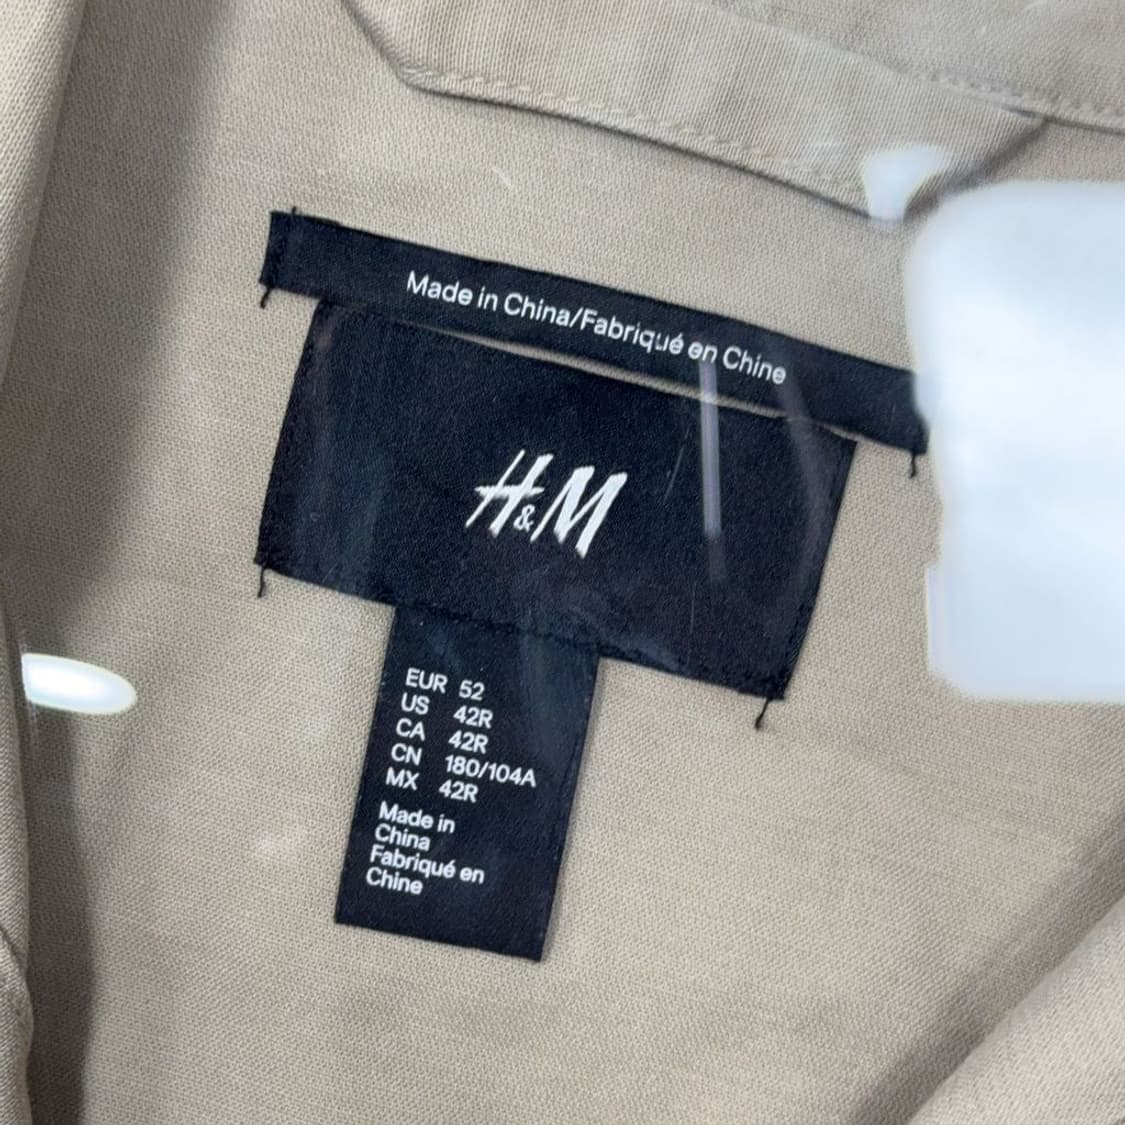 Made in China/Fabriqué en Chine
H&M
EUR 52
US 42R
CA 42R
CN 180/104A
MX 42R
Made in
China
Fabriqué en
Chine